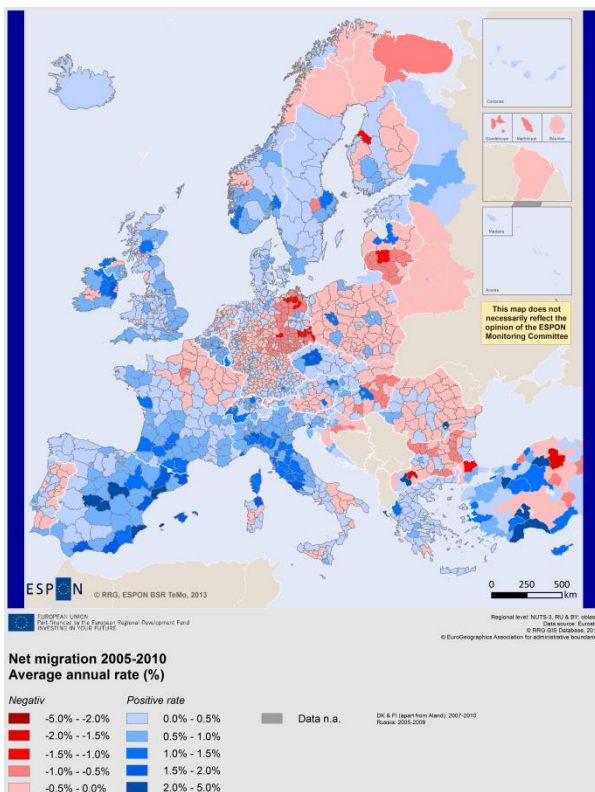 Canarias
Guadeloupe Martinique Réunion
Madeira
Azores
This map does not
necessarily reflect the
opinion of the ESPON
Monitoring Committee
ESPON © RRG, ESPON BSR TeMo, 2013
0 250 500
km
EUROPEAN UNION
Part-financed by the European Regional Development Fund
INVESTING IN YOUR FUTURE
Regional level: NUTS-3, RU & BY: oblas
Data source: Eurosta
© RRG GIS Database, 201
© EuroGeographics Association for administrative boundarie
Net migration 2005-2010
Average annual rate (%)
Negativ Positive rate
-5.0% - -2.0% 0.0% - 0.5% Data n.a. DK & FI (apart from Aland): 2007-2010
Russia: 2005-2009
-2.0% - -1.5% 0.5% - 1.0%
-1.5% - -1.0% 1.0% - 1.5%
-1.0% - -0.5% 1.5% - 2.0%
-0.5% - 0.0% 2.0% - 5.0%